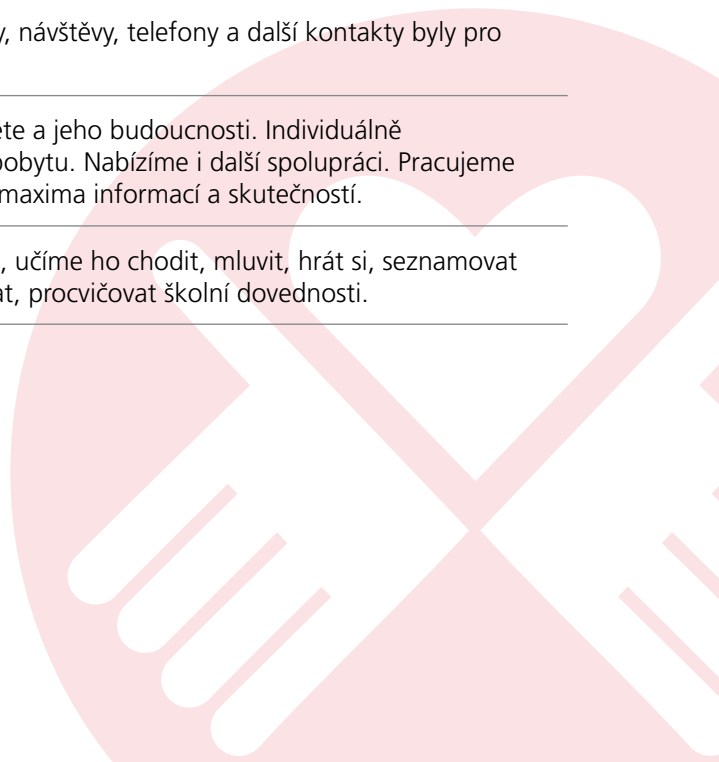 , návštěvy, telefony a další kontakty byly pro
te a jeho budoucnosti. Individuálně
pobytu. Nabízíme i další spolupráci. Pracujeme
maxima informací a skutečností.
, učíme ho chodit, mluvit, hrát si, seznamovat
at, procvičovat školní dovednosti.